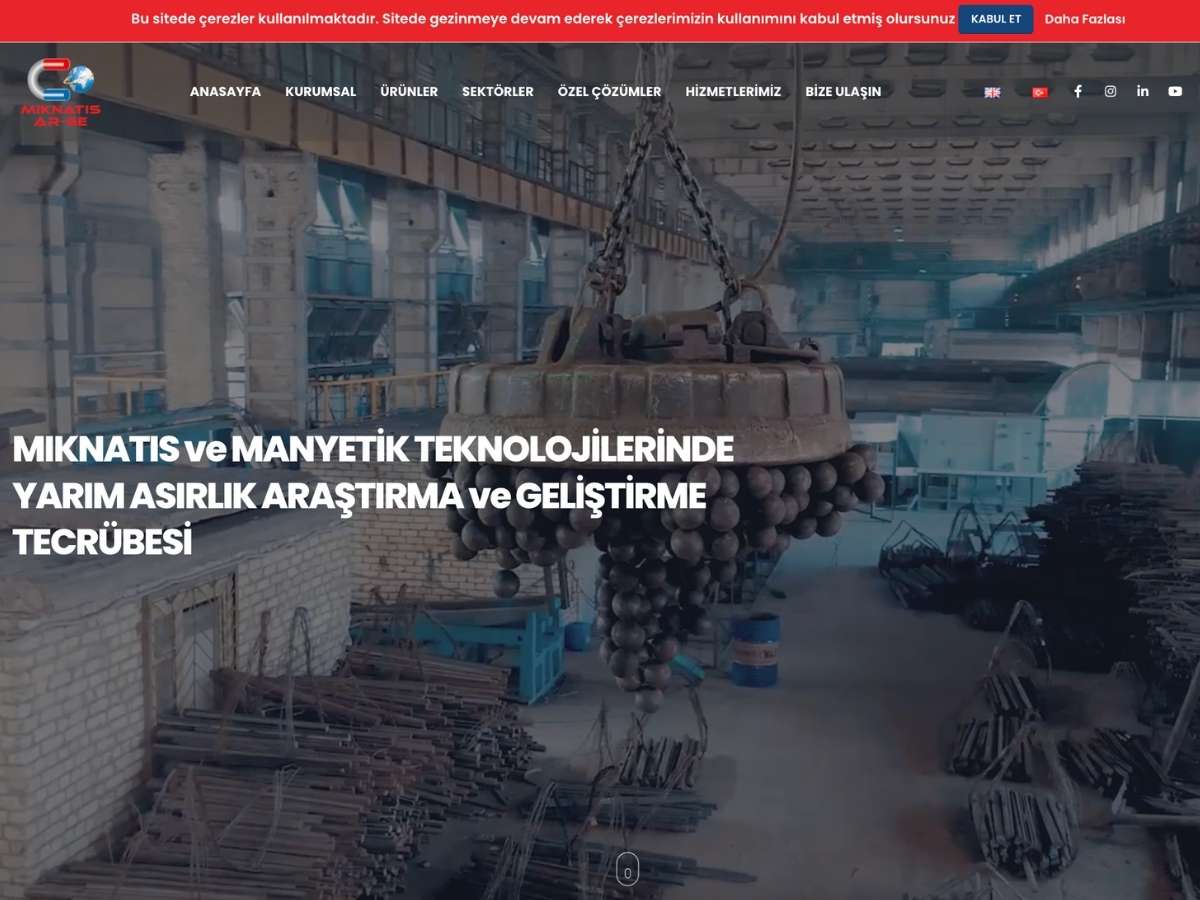 Bu sitede çerezler kullanılmaktadır. Sitede gezinmeye devam ederek çerezlerimizin kullanımını kabul etmiş olursunuz KABUL ET Daha Fazlası
MIKNATIS
AR-GE
ANASAYFA KURUMSAL ÜRÜNLER SEKTÖRLER ÖZEL ÇÖZÜMLER HİZMETLERİMİZ BİZE ULAŞIN
MIKNATIS ve MANYETİK TEKNOLOJİLERİNDE
YARIM ASIRLIK ARAŞTIRMA ve GELİŞTİRME
TECRÜBESİ